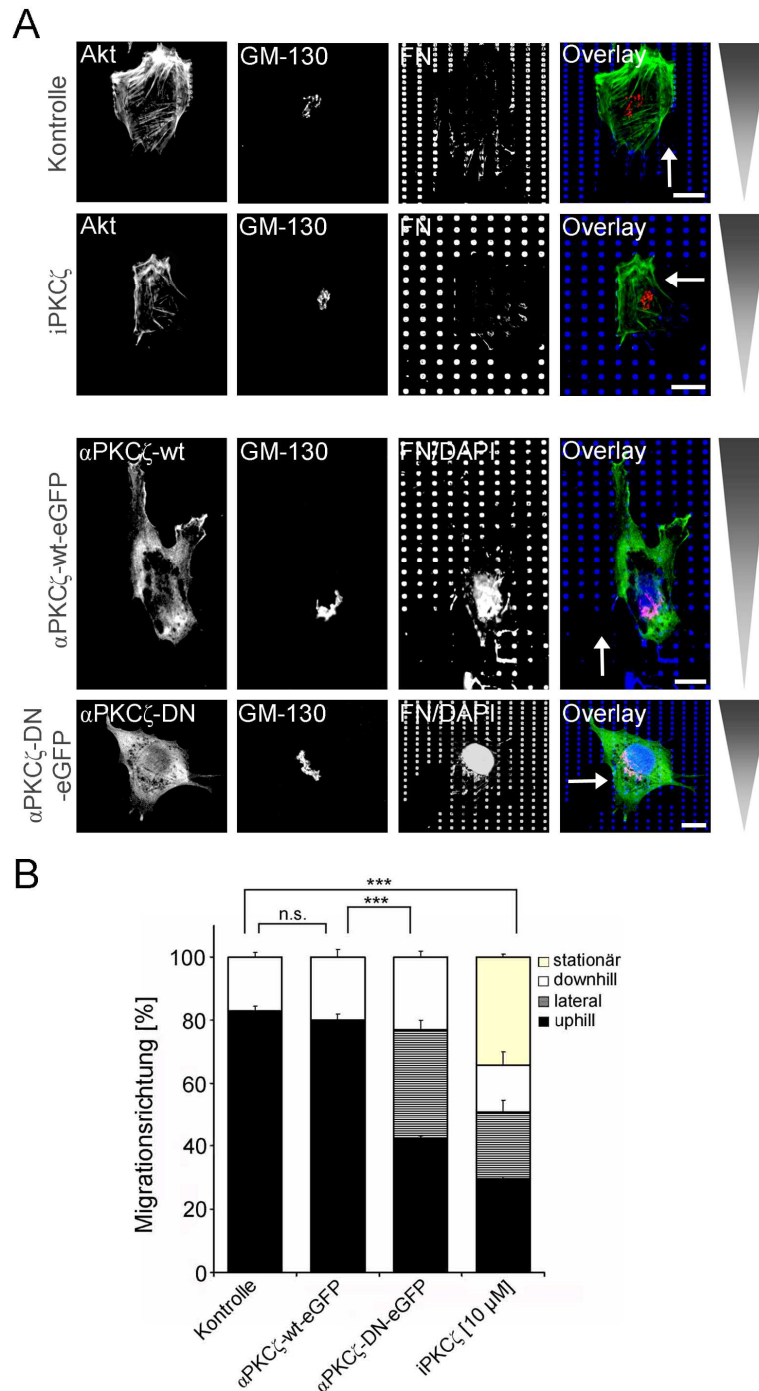 A
Akt GM-130 FN Overlay
Kontrolle
Akt GM-130 FN Overlay
iPKCζ
αPKCζ-wt GM-130 FN/DAPI Overlay
αPKCζ-wt-eGFP
αPKCζ-DN GM-130 FN/DAPI Overlay
αPKCζ-DN
-eGFP
B
***
n.s. ***
Migrationsrichtung [%]
100
80
60
40
20
0
stationär
downhill
lateral
uphill
Kontrolle
αPKCζ-wt-eGFP
αPKCζ-DN-eGFP
iPKCζ [10 µM]